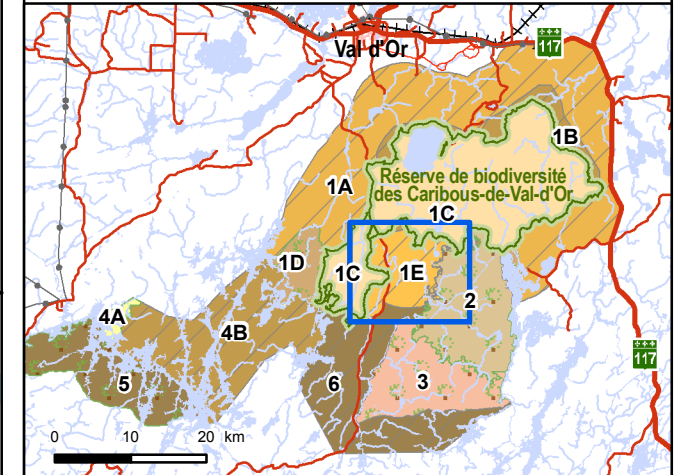 Val d'Or
117
1B
Réserve de biodiversité
des Caribous-de-Val-d'Or
1A
1C
1D
1C
1E
2
4A
4B
117
5
6
3
0 10 20 km